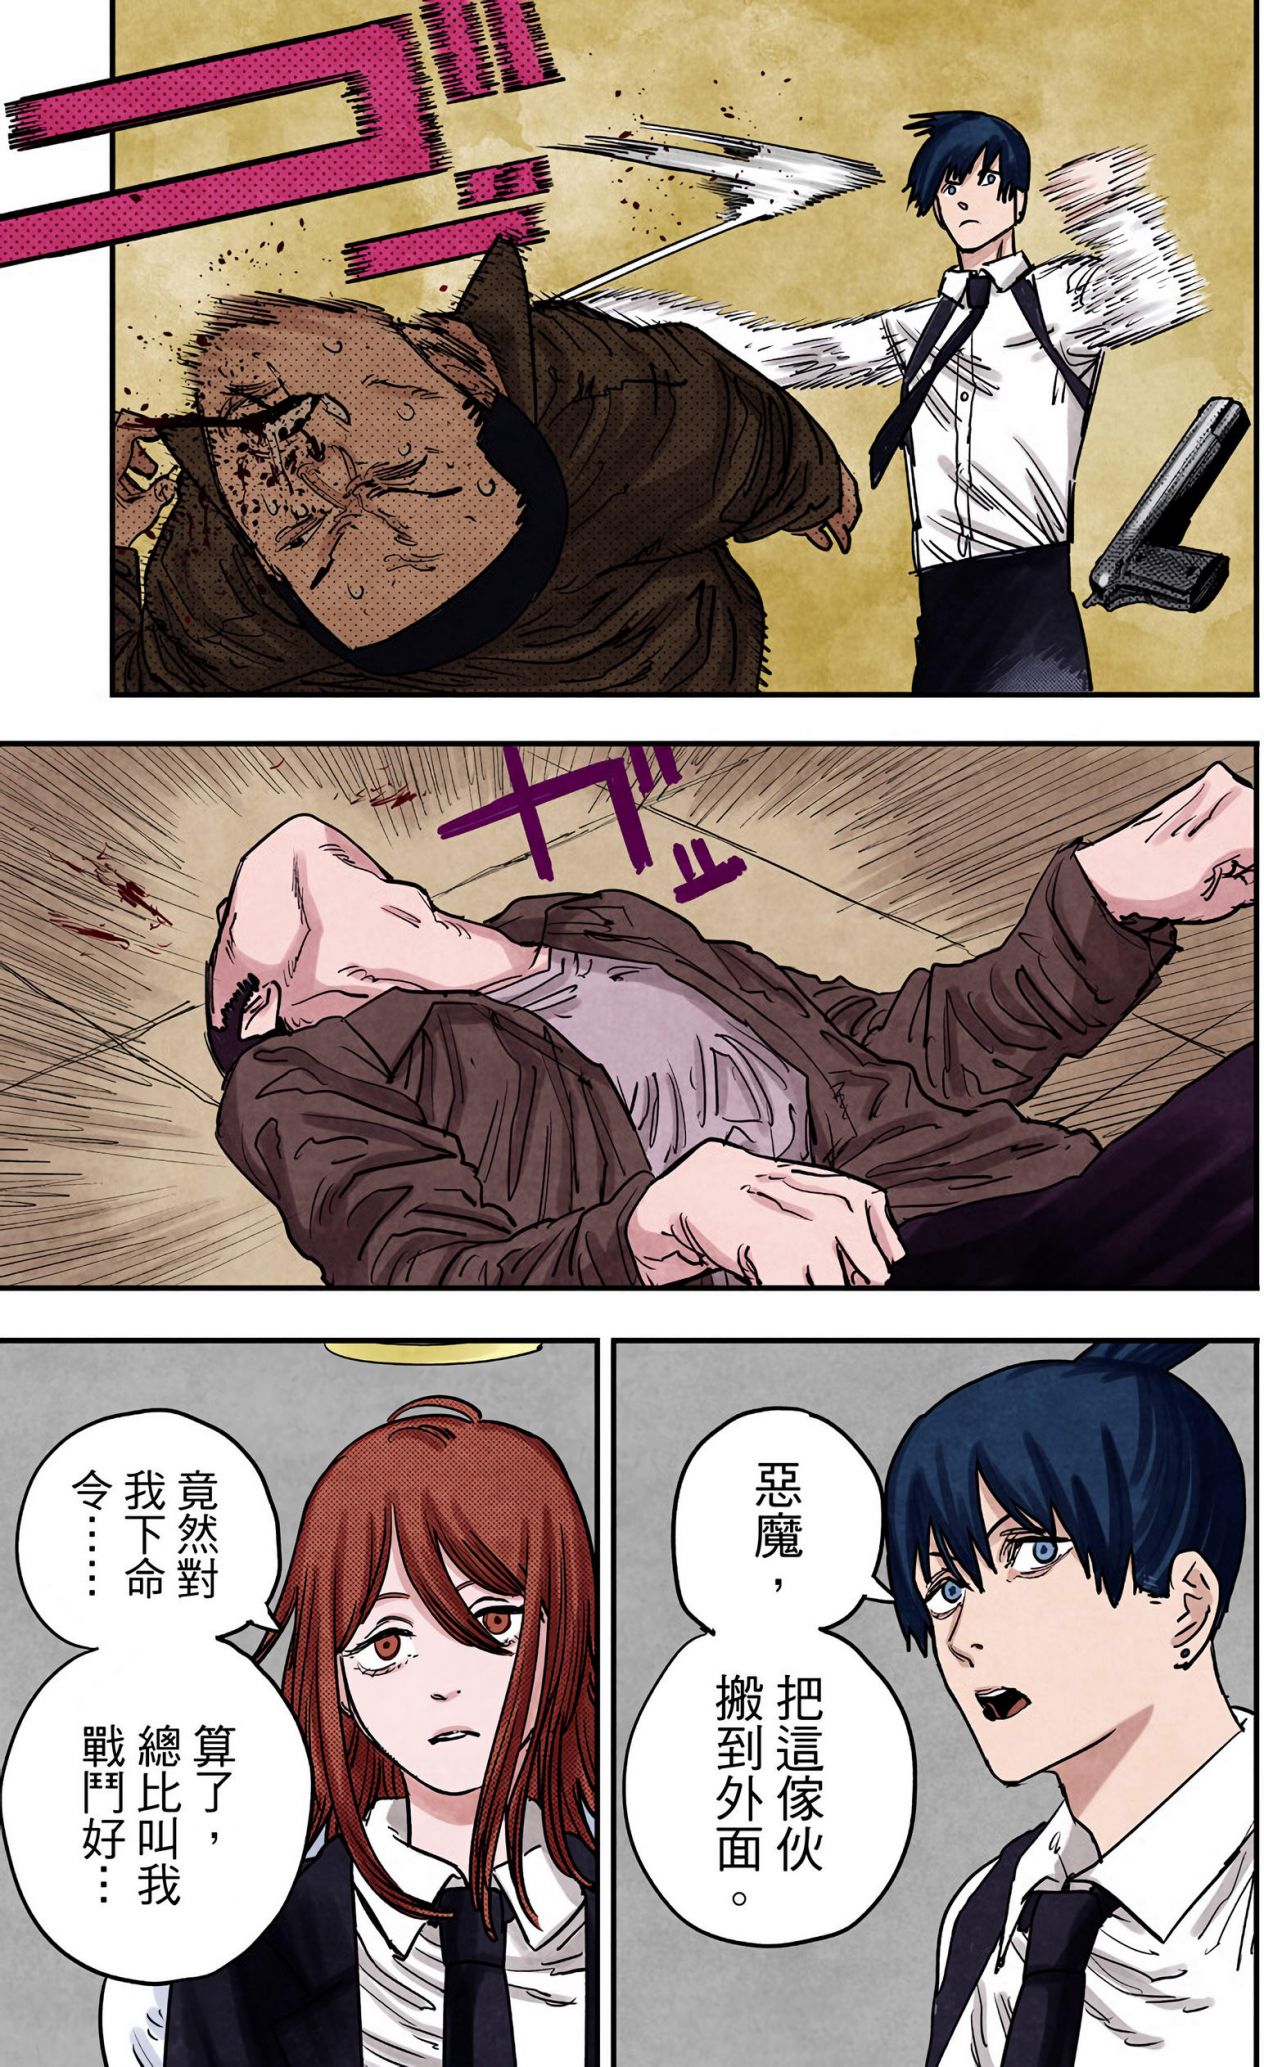 ゴッ!!
ガッ
惡魔，
把這傢伙
搬到外面。
竟然對
我下命
令……
算了，
總比叫我
戰鬥好…